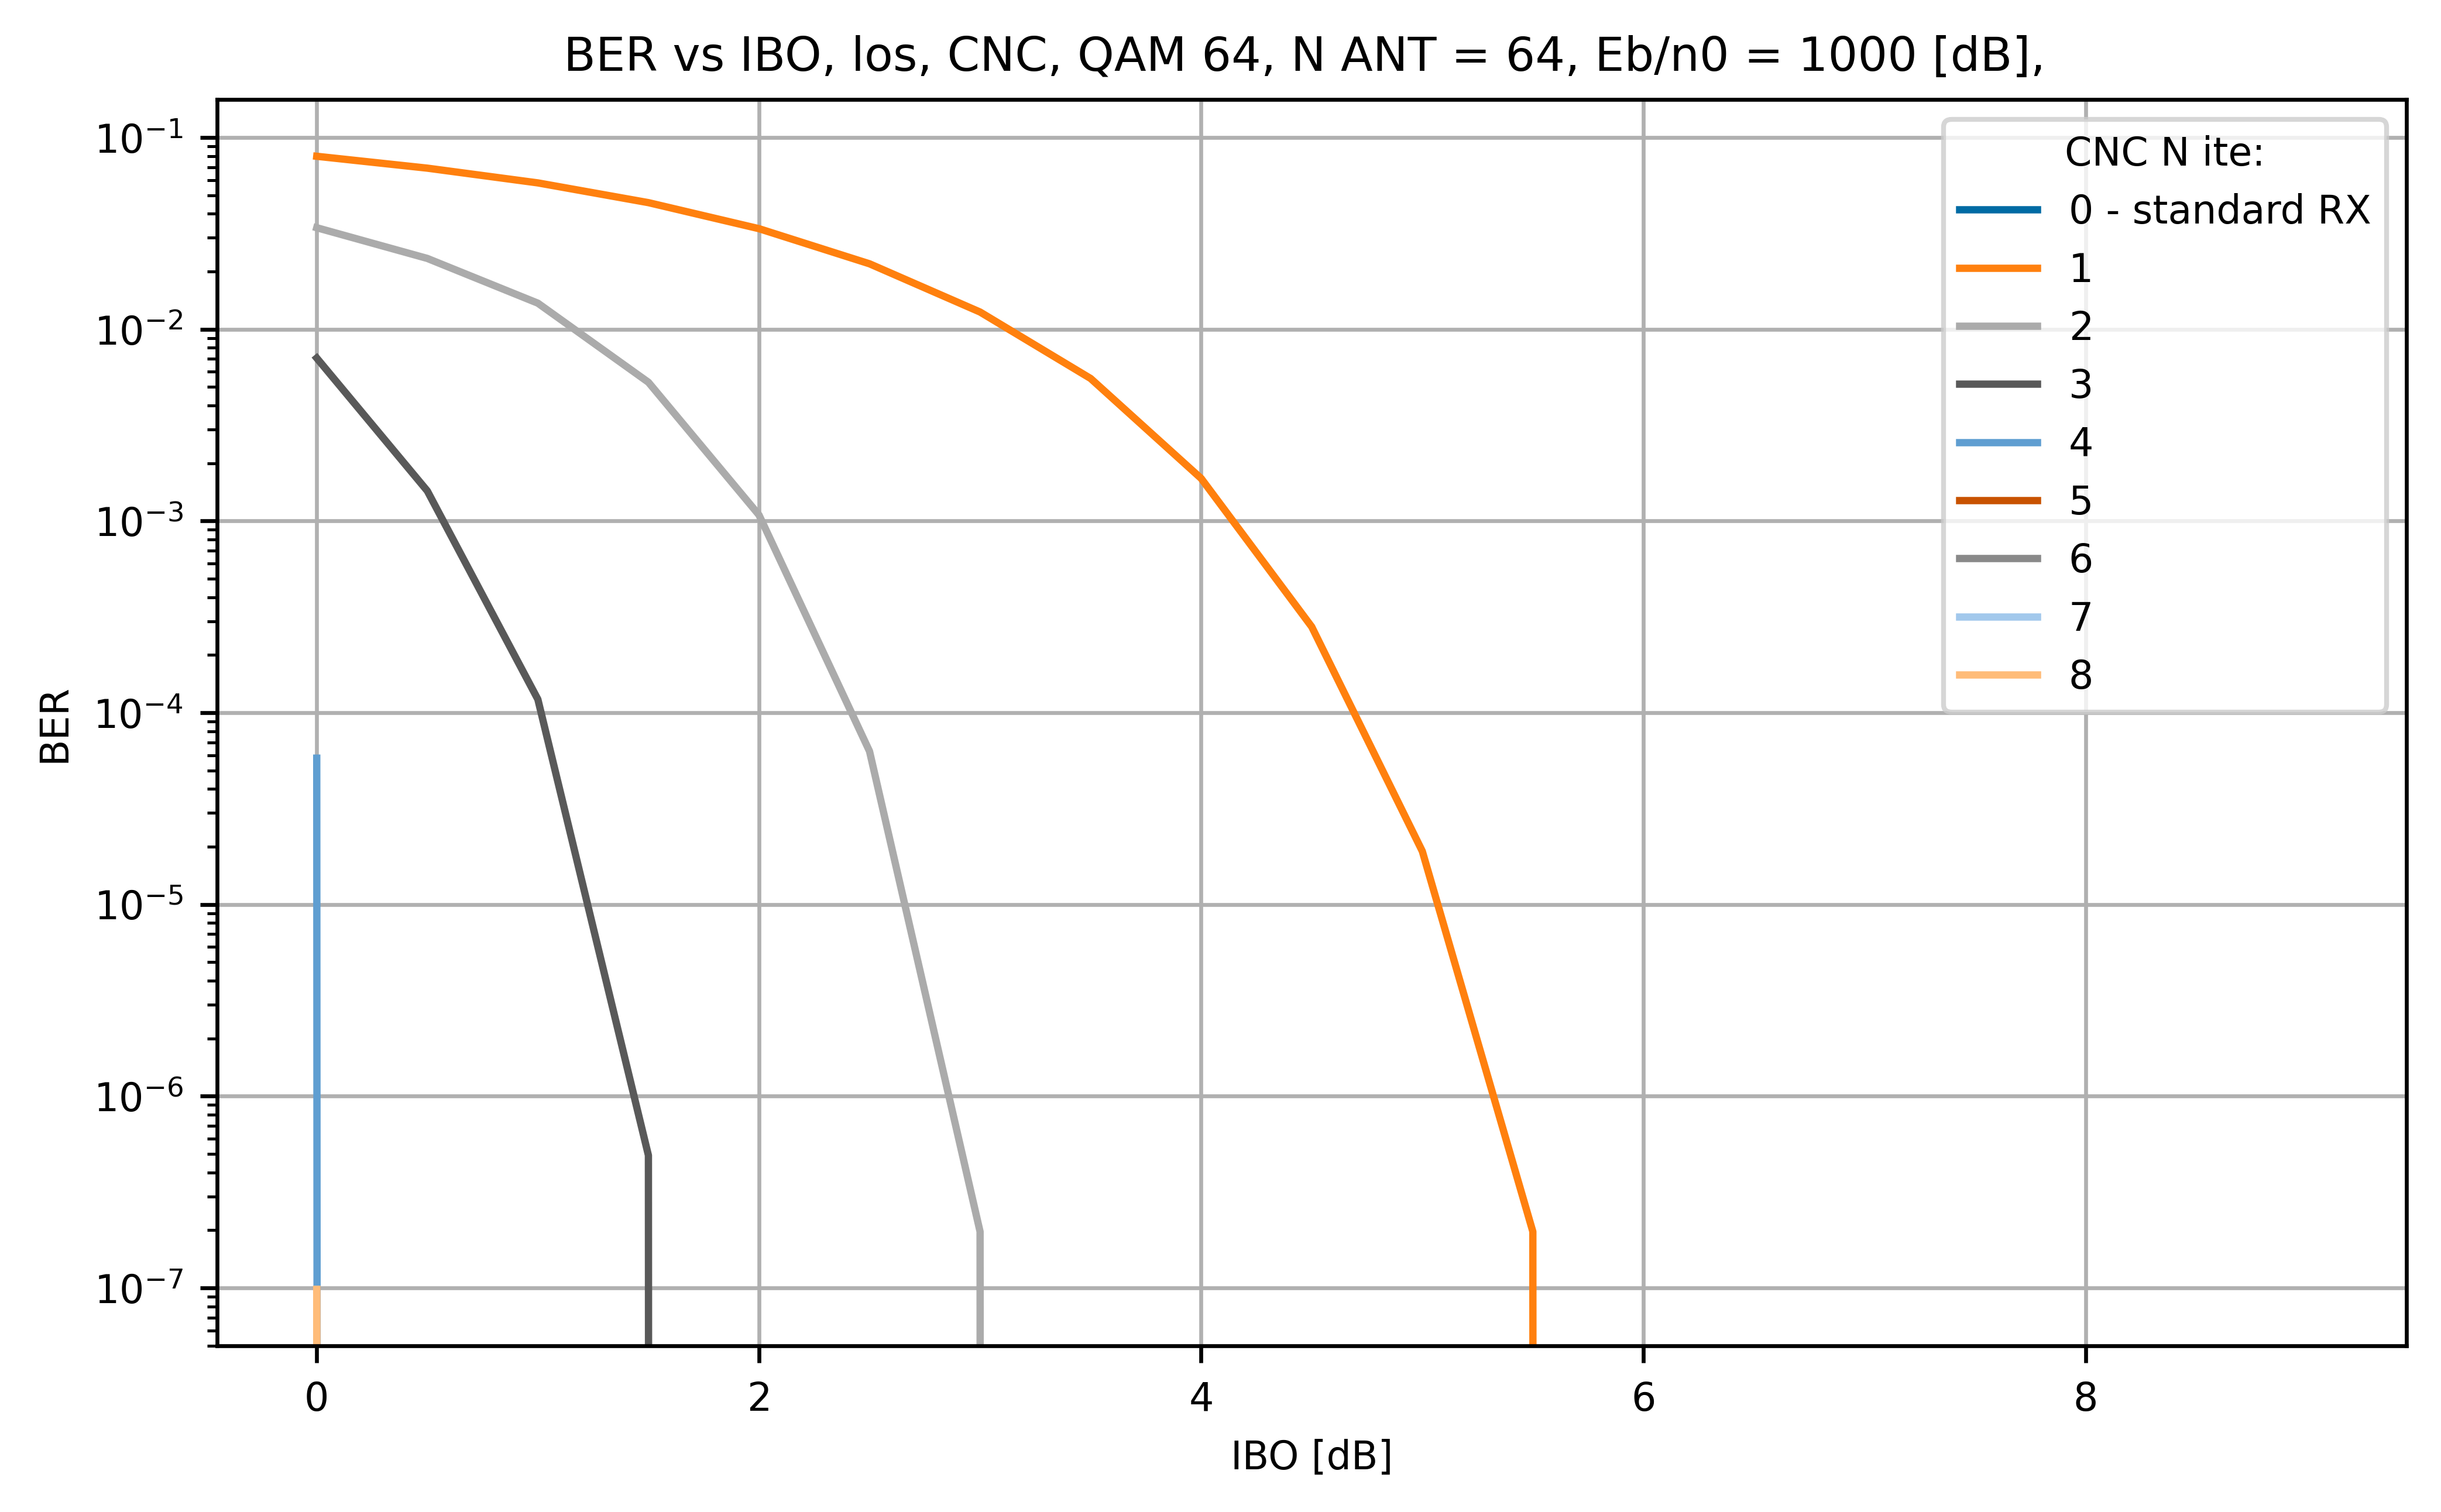 BER vs IBO, los, CNC, QAM 64, N ANT = 64, Eb/n0 = 1000 [dB],
CNC N ite:
0 - standard RX
1
2
3
4
5
6
7
8
10⁻¹
10⁻²
10⁻³
10⁻⁴
10⁻⁵
10⁻⁶
10⁻⁷
BER
0 2 4 6 8
IBO [dB]